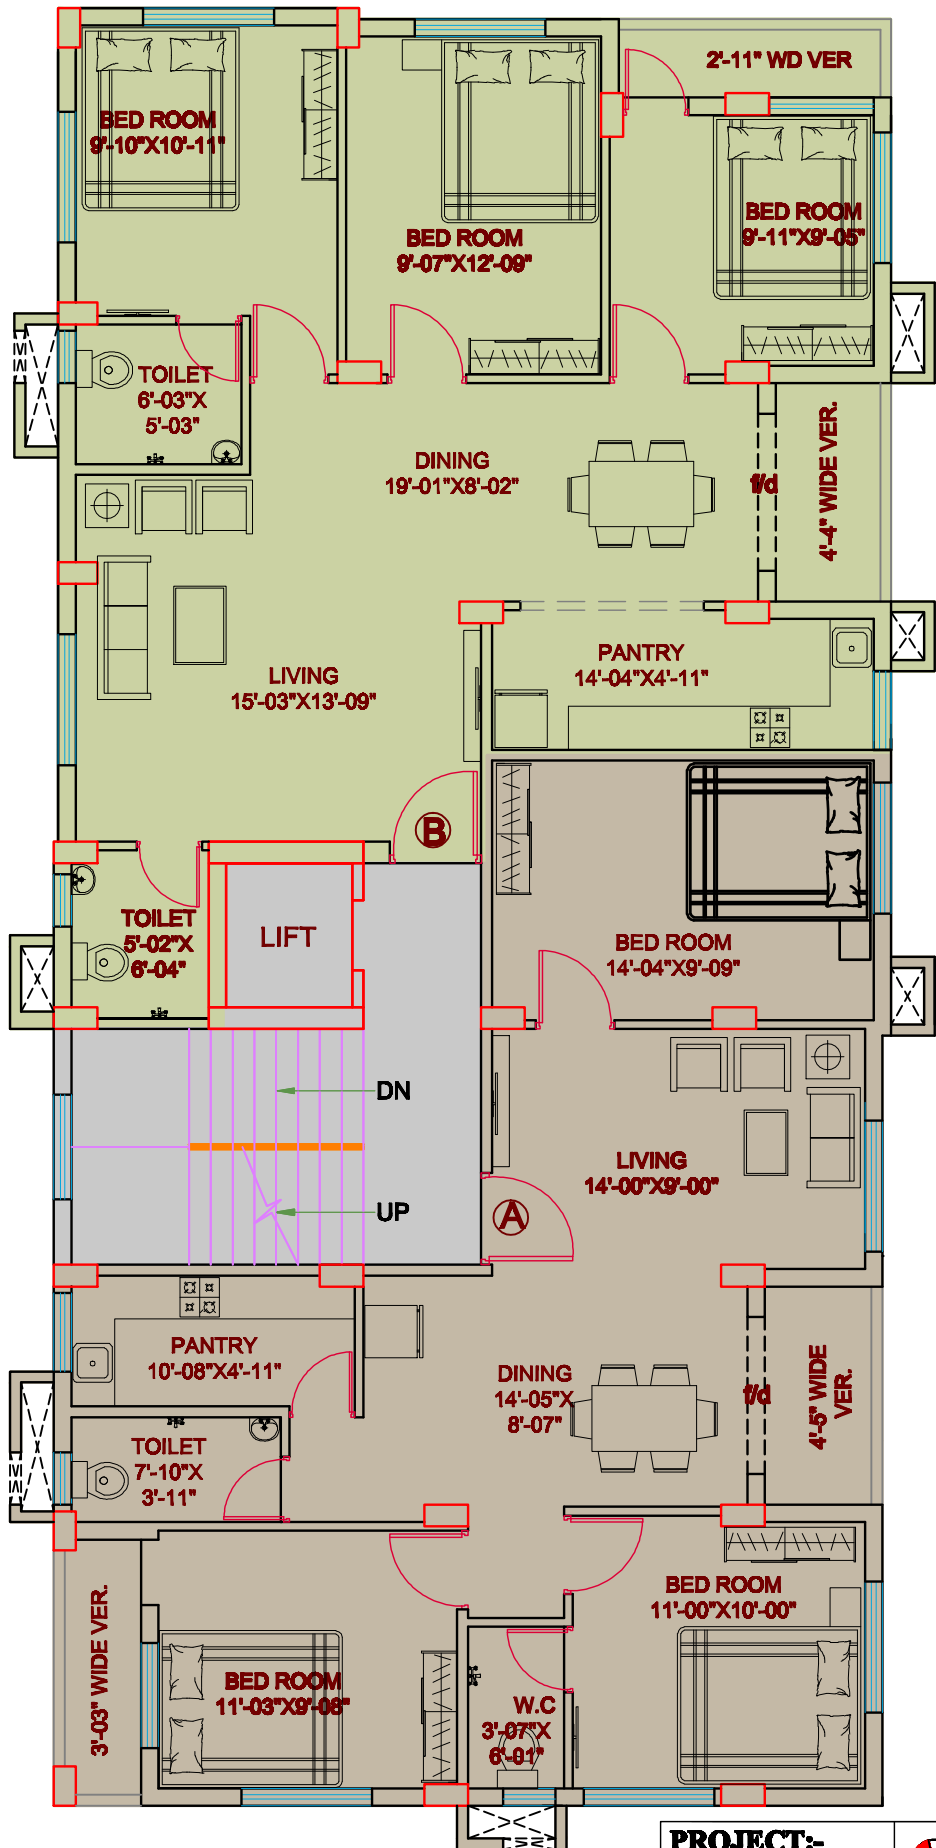 2'-11" WD VER
BED ROOM
9'-10"X10'-11"
BED ROOM
9'-07"X12'-09"
BED ROOM
9'-11"X9'-05"
TOILET
6'-03"X
5'-03"
DINING
19'-01"X8'-02"
f/d
4'-4" WIDE VER.
PANTRY
14'-04"X4'-11"
LIVING
15'-03"X13'-09"
B
TOILET
5'-02"X
6'-04"
LIFT
BED ROOM
14'-04"X9'-09"
DN
UP
LIVING
14'-00"X9'-00"
A
PANTRY
10'-08"X4'-11"
DINING
14'-05"X
8'-07"
f/d
4'-5" WIDE
VER.
TOILET
7'-10"X
3'-11"
3'-03" WIDE VER.
BED ROOM
11'-03"X9'-08"
BED ROOM
11'-00"X10'-00"
W.C
3'-07"X
6'-01"
PROJECT:-